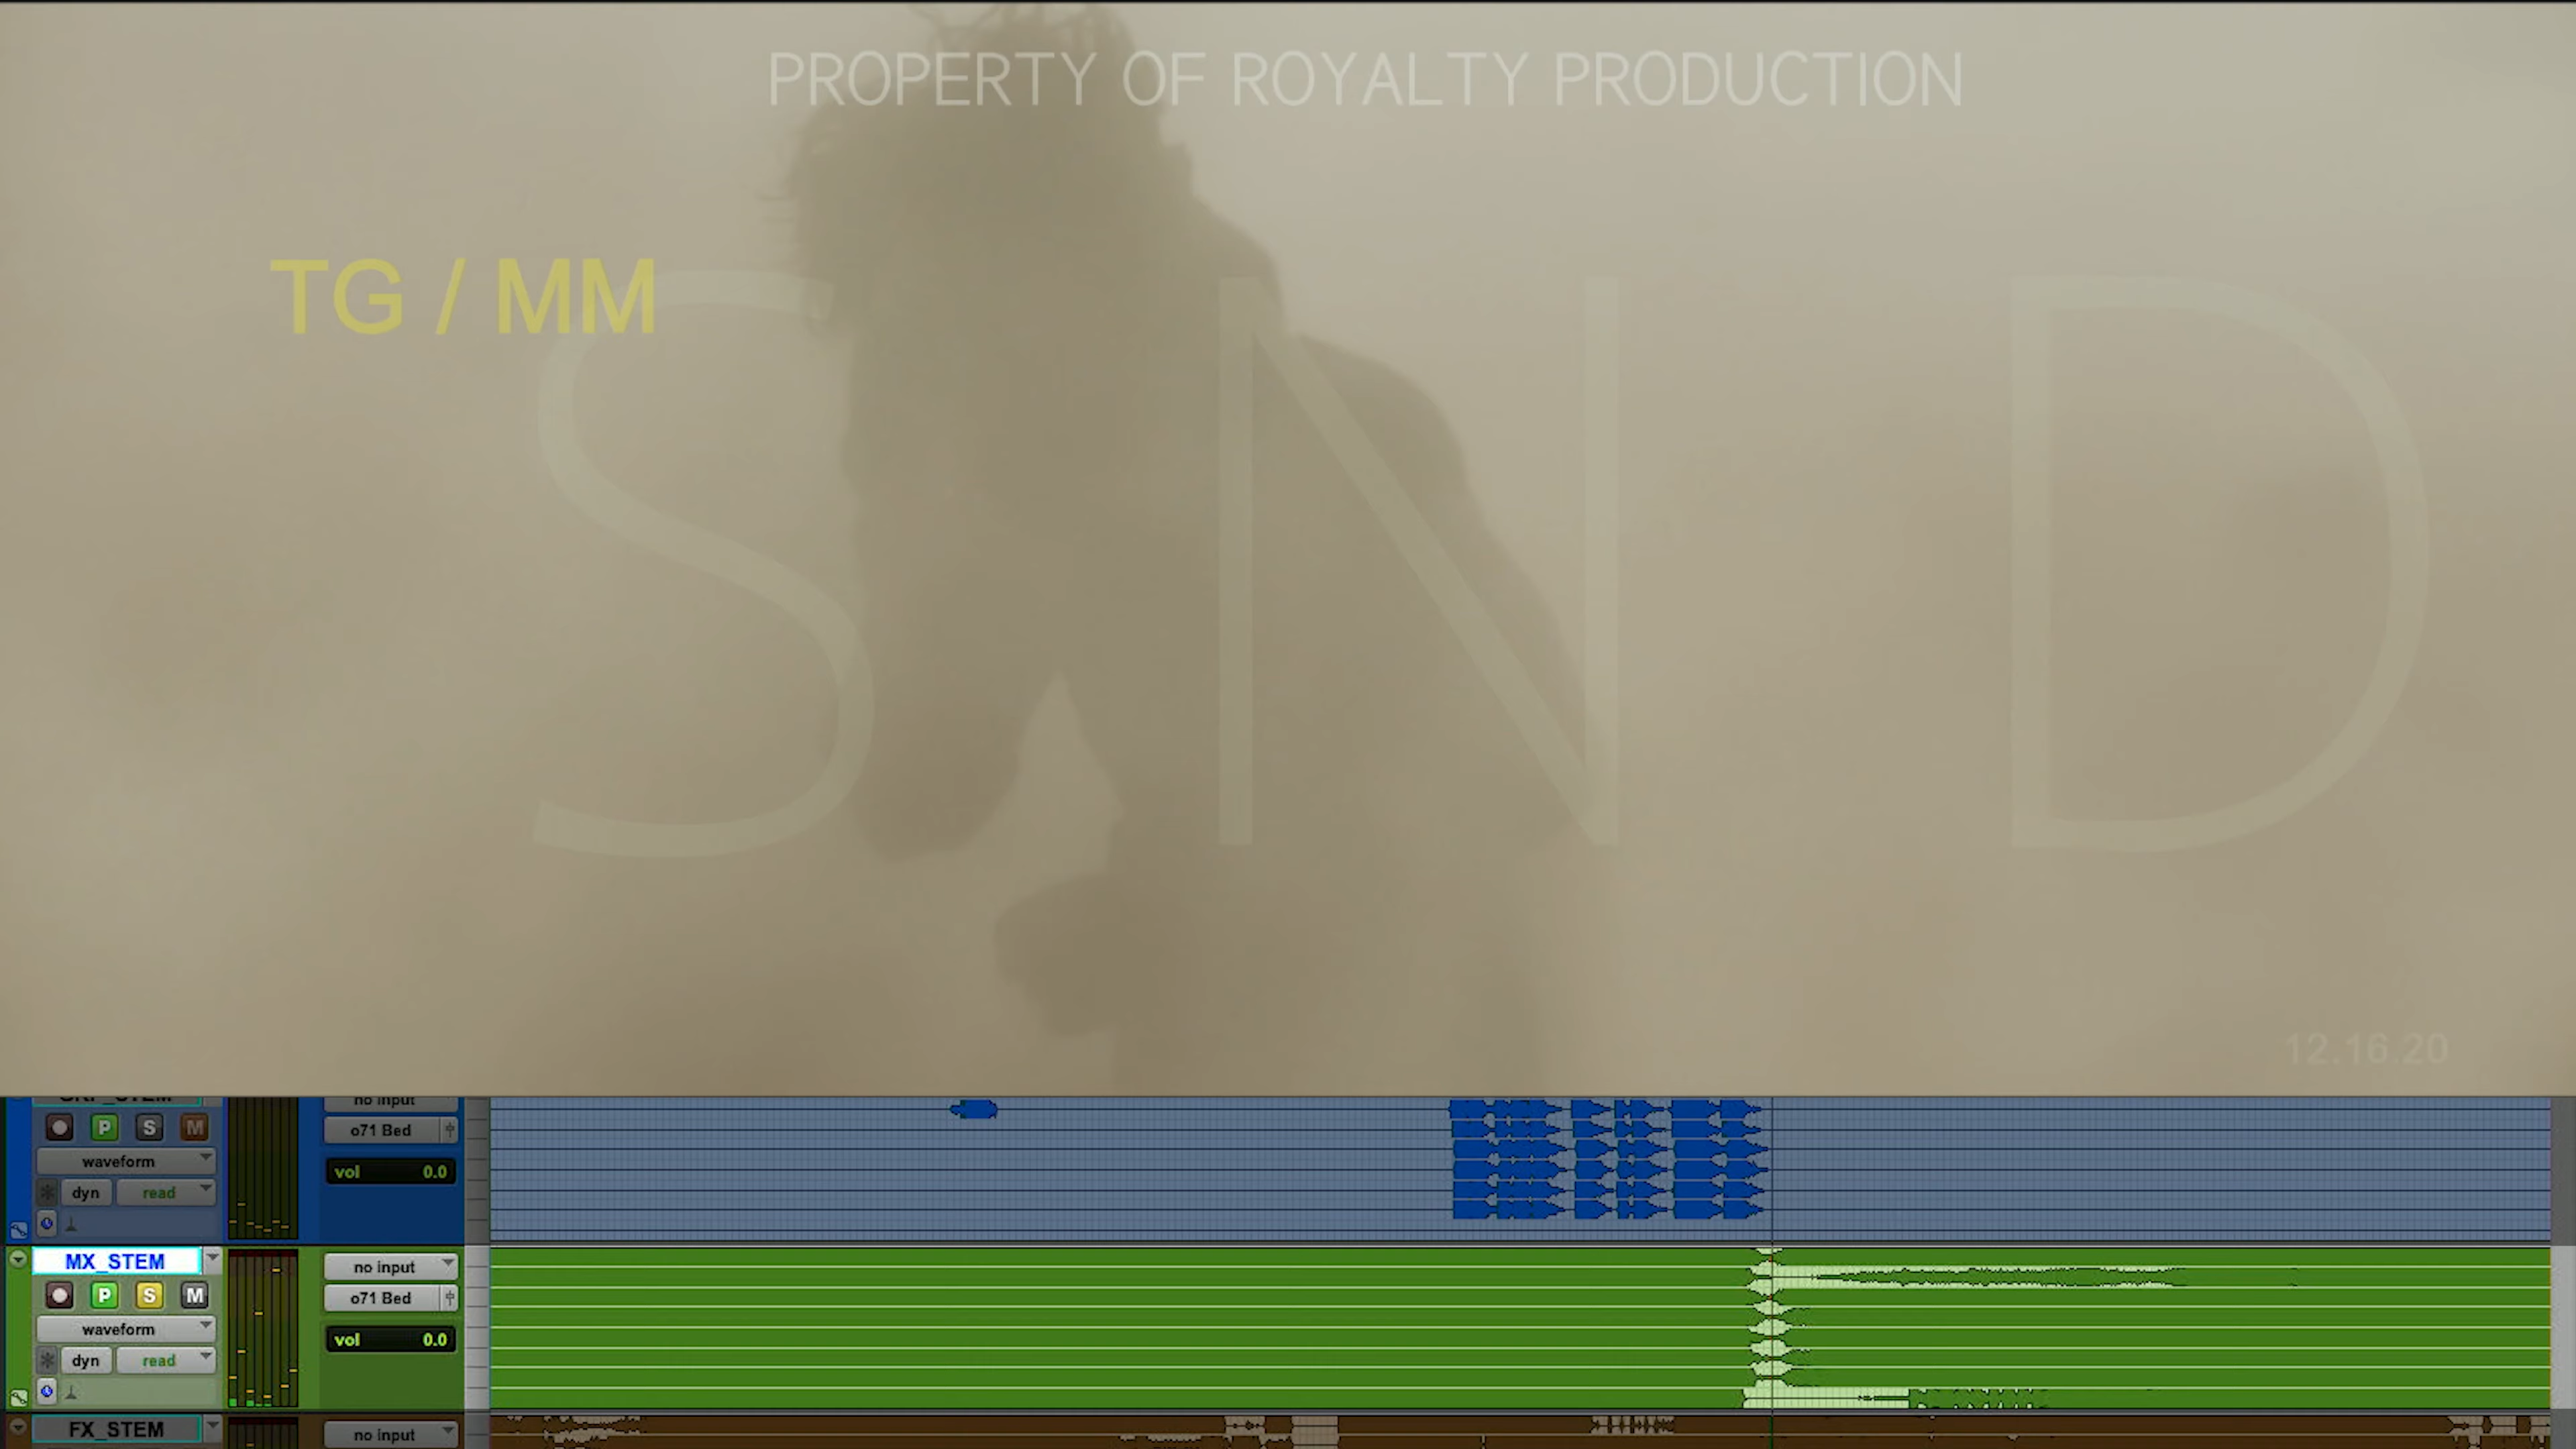 PROPERTY OF ROYALTY PRODUCTION
TG / MM
S N D
12.16.20
no input
P S M
o71 Bed
waveform
vol 0.0
dyn read
MX_STEM
no input
P S M
o71 Bed
waveform
vol 0.0
dyn read
FX_STEM
no input